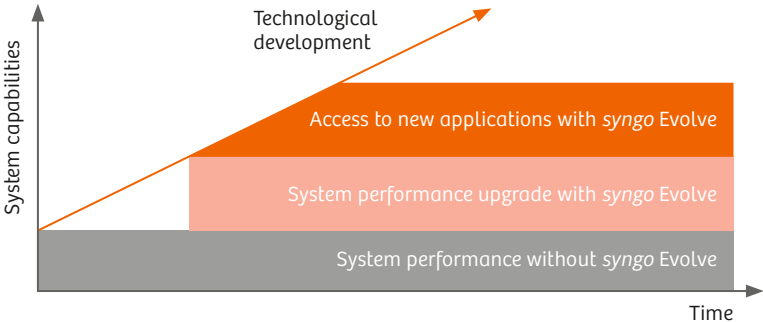 Technological
development
System capabilities
Access to new applications with syngo Evolve
System performance upgrade with syngo Evolve
System performance without syngo Evolve
Time